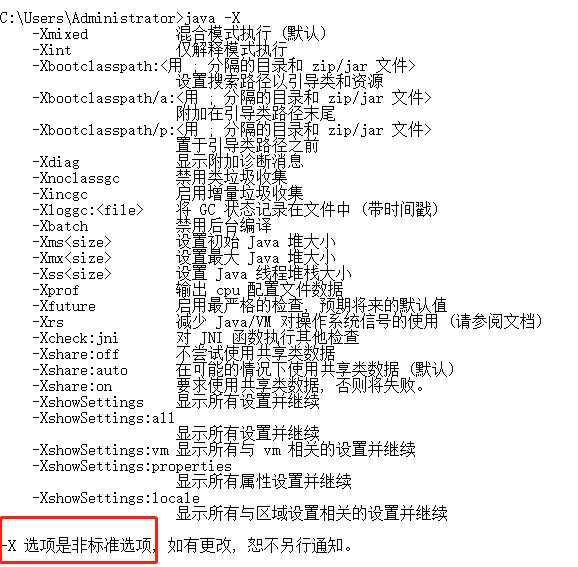 C:\Users\Administrator>java -X
-Xmixed 混合模式执行 (默认)
-Xint 仅解释模式执行
-Xbootclasspath:<用 ; 分隔的目录和 zip/jar 文件>
设置搜索路径以引导类和资源
-Xbootclasspath/a:<用 ; 分隔的目录和 zip/jar 文件>
附加在引导类路径末尾
-Xbootclasspath/p:<用 ; 分隔的目录和 zip/jar 文件>
置于引导类路径之前
-Xdiag 显示附加诊断消息
-Xnoclassgc 禁用类垃圾收集
-Xincgc 启用增量垃圾收集
-Xloggc:<file> 将 GC 状态记录在文件中 (带时间戳)
-Xbatch 禁用后台编译
-Xms<size> 设置初始 Java 堆大小
-Xmx<size> 设置最大 Java 堆大小
-Xss<size> 设置 Java 线程堆栈大小
-Xprof 输出 cpu 配置文件数据
-Xfuture 启用最严格的检查, 预期将来的默认值
-Xrs 减少 Java/VM 对操作系统信号的使用 (请参阅文档)
-Xcheck:jni 对 JNI 函数执行其他检查
-Xshare:off 不尝试使用共享类数据
-Xshare:auto 在可能的情况下使用共享类数据 (默认)
-Xshare:on 要求使用共享类数据, 否则将失败。
-XshowSettings 显示所有设置并继续
-XshowSettings:all
显示所有设置并继续
-XshowSettings:vm 显示所有与 vm 相关的设置并继续
-XshowSettings:properties
显示所有属性设置并继续
-XshowSettings:locale
显示所有与区域设置相关的设置并继续
-X 选项是非标准选项, 如有更改, 恕不另行通知。